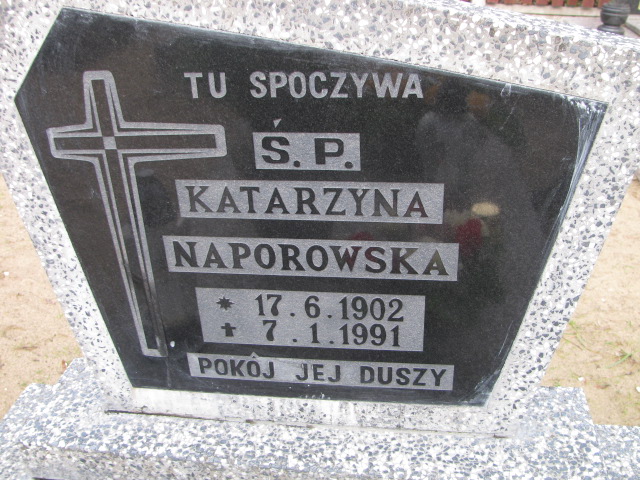 TU SPOCZYWA
Ś.P.
KATARZYNA
NAPOROWSKA
* 17.6.1902
✝ 7.1.1991
POKÓJ JEJ DUSZY